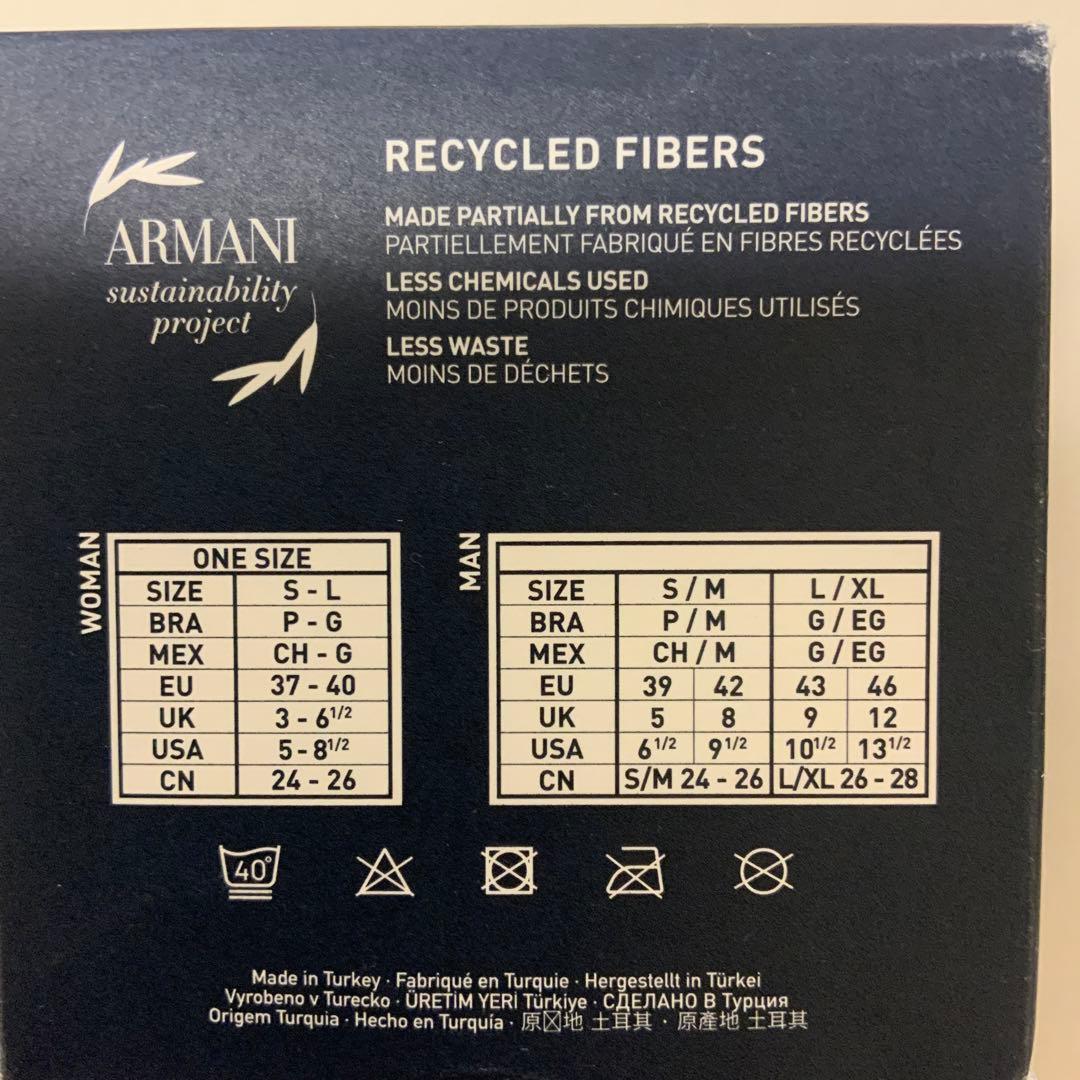 ARMANI
sustainability
project
RECYCLED FIBERS
MADE PARTIALLY FROM RECYCLED FIBERS
PARTIELLEMENT FABRIQUÉ EN FIBRES RECYCLÉES
LESS CHEMICALS USED
MOINS DE PRODUITS CHIMIQUES UTILISÉS
LESS WASTE
MOINS DE DÉCHETS
WOMAN
ONE SIZE
SIZE S - L
BRA P - G
MEX CH - G
EU 37 - 40
UK 3 - 6 1/2
USA 5 - 8 1/2
CN 24 - 26
MAN
SIZE S / M L / XL
BRA P / M G / EG
MEX CH / M G / EG
EU 39 42 43 46
UK 5 8 9 12
USA 6 1/2 9 1/2 10 1/2 13 1/2
CN S/M 24 - 26 L/XL 26 - 28
40°
Made in Turkey · Fabriqué en Turquie · Hergestellt in Türkei
Vyrobeno v Turecko · ÜRETİM YERİ Türkiye · СДЕЛАНО В Турция
Origem Turquia · Hecho en Turquía · 原☒地 土耳其 · 原產地 土耳其